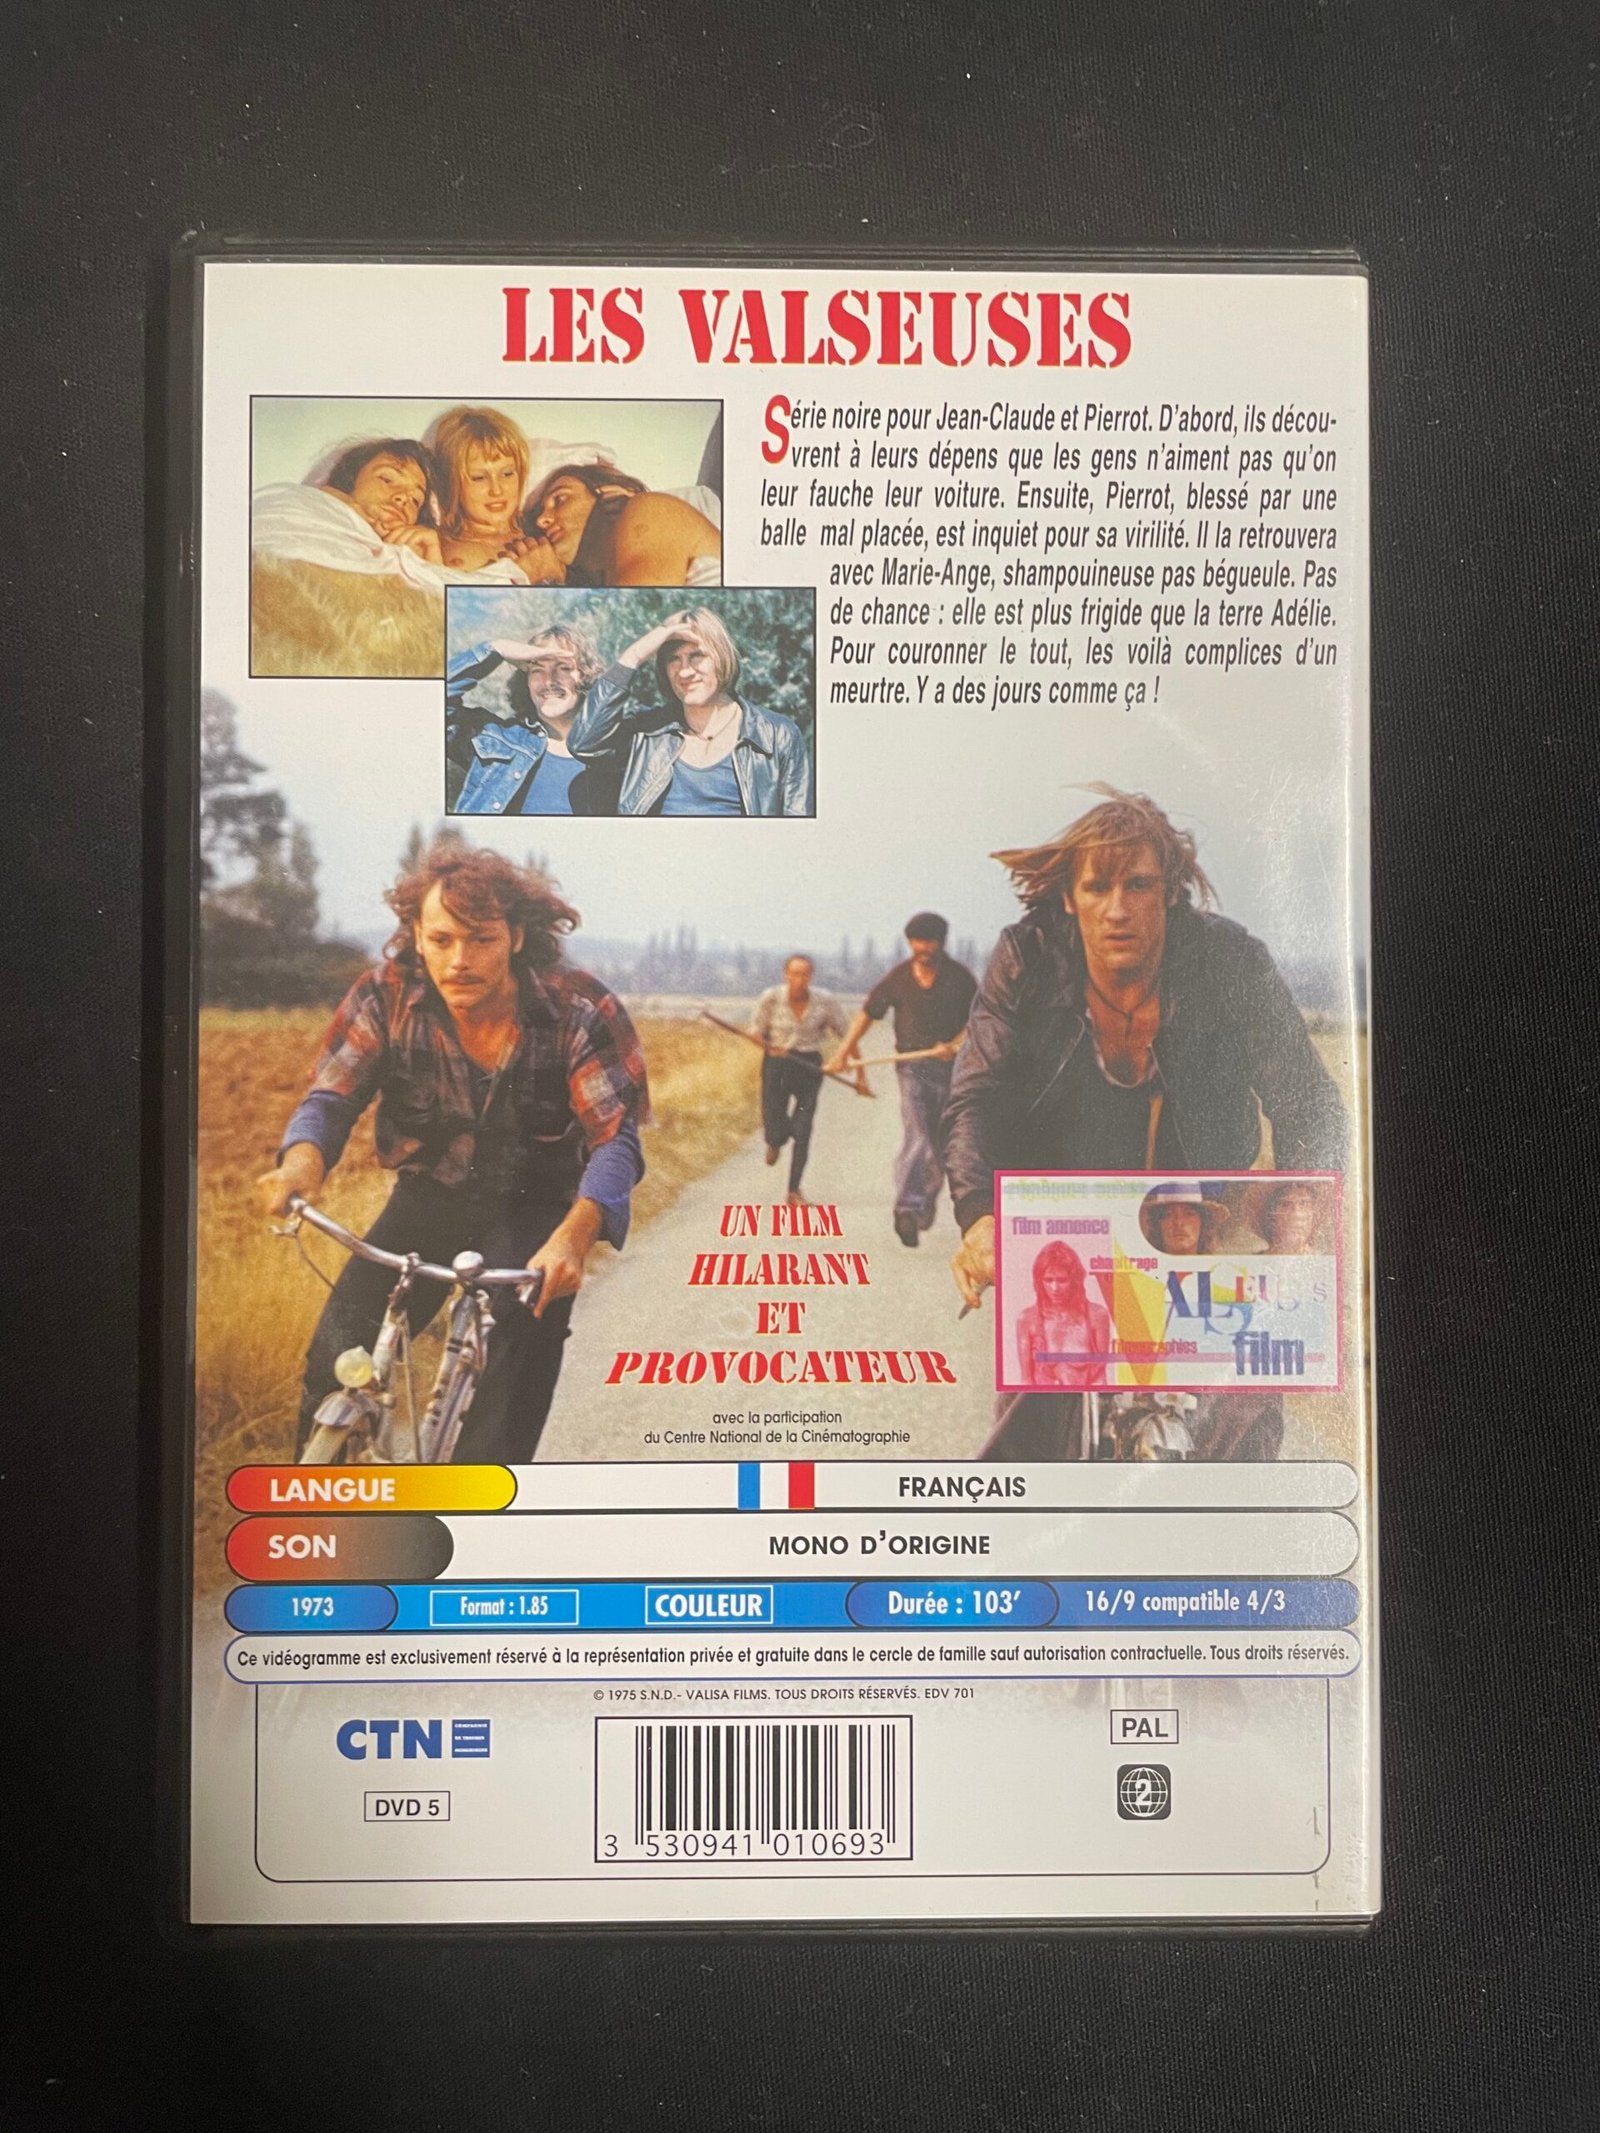 LES VALSEUSES
Série noire pour Jean-Claude et Pierrot. D'abord, ils décou-
vrent à leurs dépens que les gens n'aiment pas qu'on
leur fauche leur voiture. Ensuite, Pierrot, blessé par une
balle mal placée, est inquiet pour sa virilité. Il la retrouvera
avec Marie-Ange, shampouineuse pas bégueule. Pas
de chance : elle est plus frigide que la terre Adélie.
Pour couronner le tout, les voilà complices d'un
meurtre. Y a des jours comme ça !
UN FILM
HILARANT
ET
PROVOCATEUR
film annonce
chapitrage
VALSEUSES
filmographies
film
avec la participation
du Centre National de la Cinématographie
LANGUE FRANÇAIS
SON MONO D'ORIGINE
1973 Format : 1.85 COULEUR Durée : 103' 16/9 compatible 4/3
Ce vidéogramme est exclusivement réservé à la représentation privée et gratuite dans le cercle de famille sauf autorisation contractuelle. Tous droits réservés.
© 1975 S.N.D.- VALISA FILMS. TOUS DROITS RÉSERVÉS. EDV 701
CTN
DVD 5
3 530941 010693
PAL
2